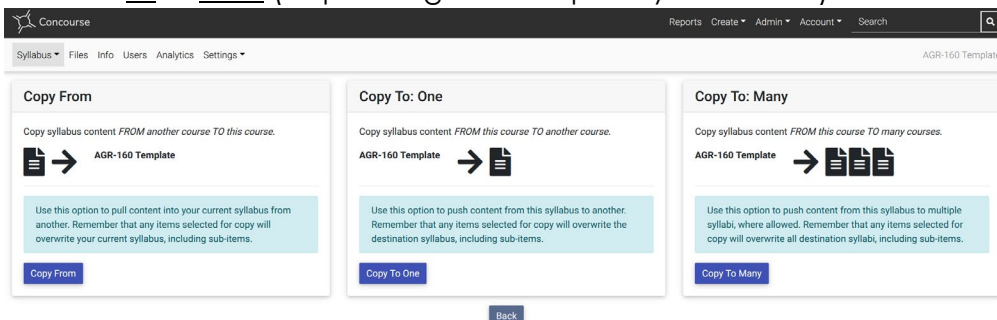 Concourse Reports Create Admin Account Search
Syllabus Files Info Users Analytics Settings AGR-160 Template
Copy From
Copy syllabus content FROM another course TO this course.
AGR-160 Template
Use this option to pull content into your current syllabus from
another. Remember that any items selected for copy will
overwrite your current syllabus, including sub-items.
Copy From
Copy To: One
Copy syllabus content FROM this course TO another course.
AGR-160 Template
Use this option to push content from this syllabus to another.
Remember that any items selected for copy will overwrite the
destination syllabus, including sub-items.
Copy To One
Copy To: Many
Copy syllabus content FROM this course TO many courses.
AGR-160 Template
Use this option to push content from this syllabus to multiple
syllabi, where allowed. Remember that any items selected for
copy will overwrite all destination syllabi, including sub-items.
Copy To Many
Back